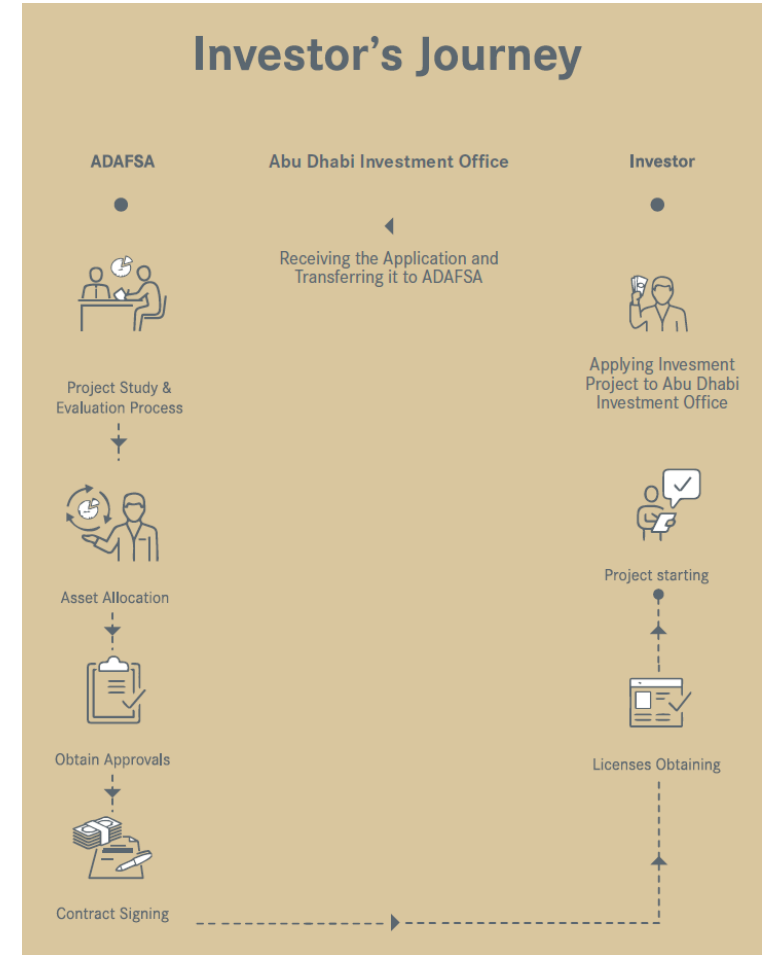 Investor's Journey
ADAFSA
Abu Dhabi Investment Office
Investor
Receiving the Application and
Transferring it to ADAFSA
Applying Invesment
Project to Abu Dhabi
Investment Office
Project Study &
Evaluation Process
Asset Allocation
Project starting
Obtain Approvals
Licenses Obtaining
Contract Signing